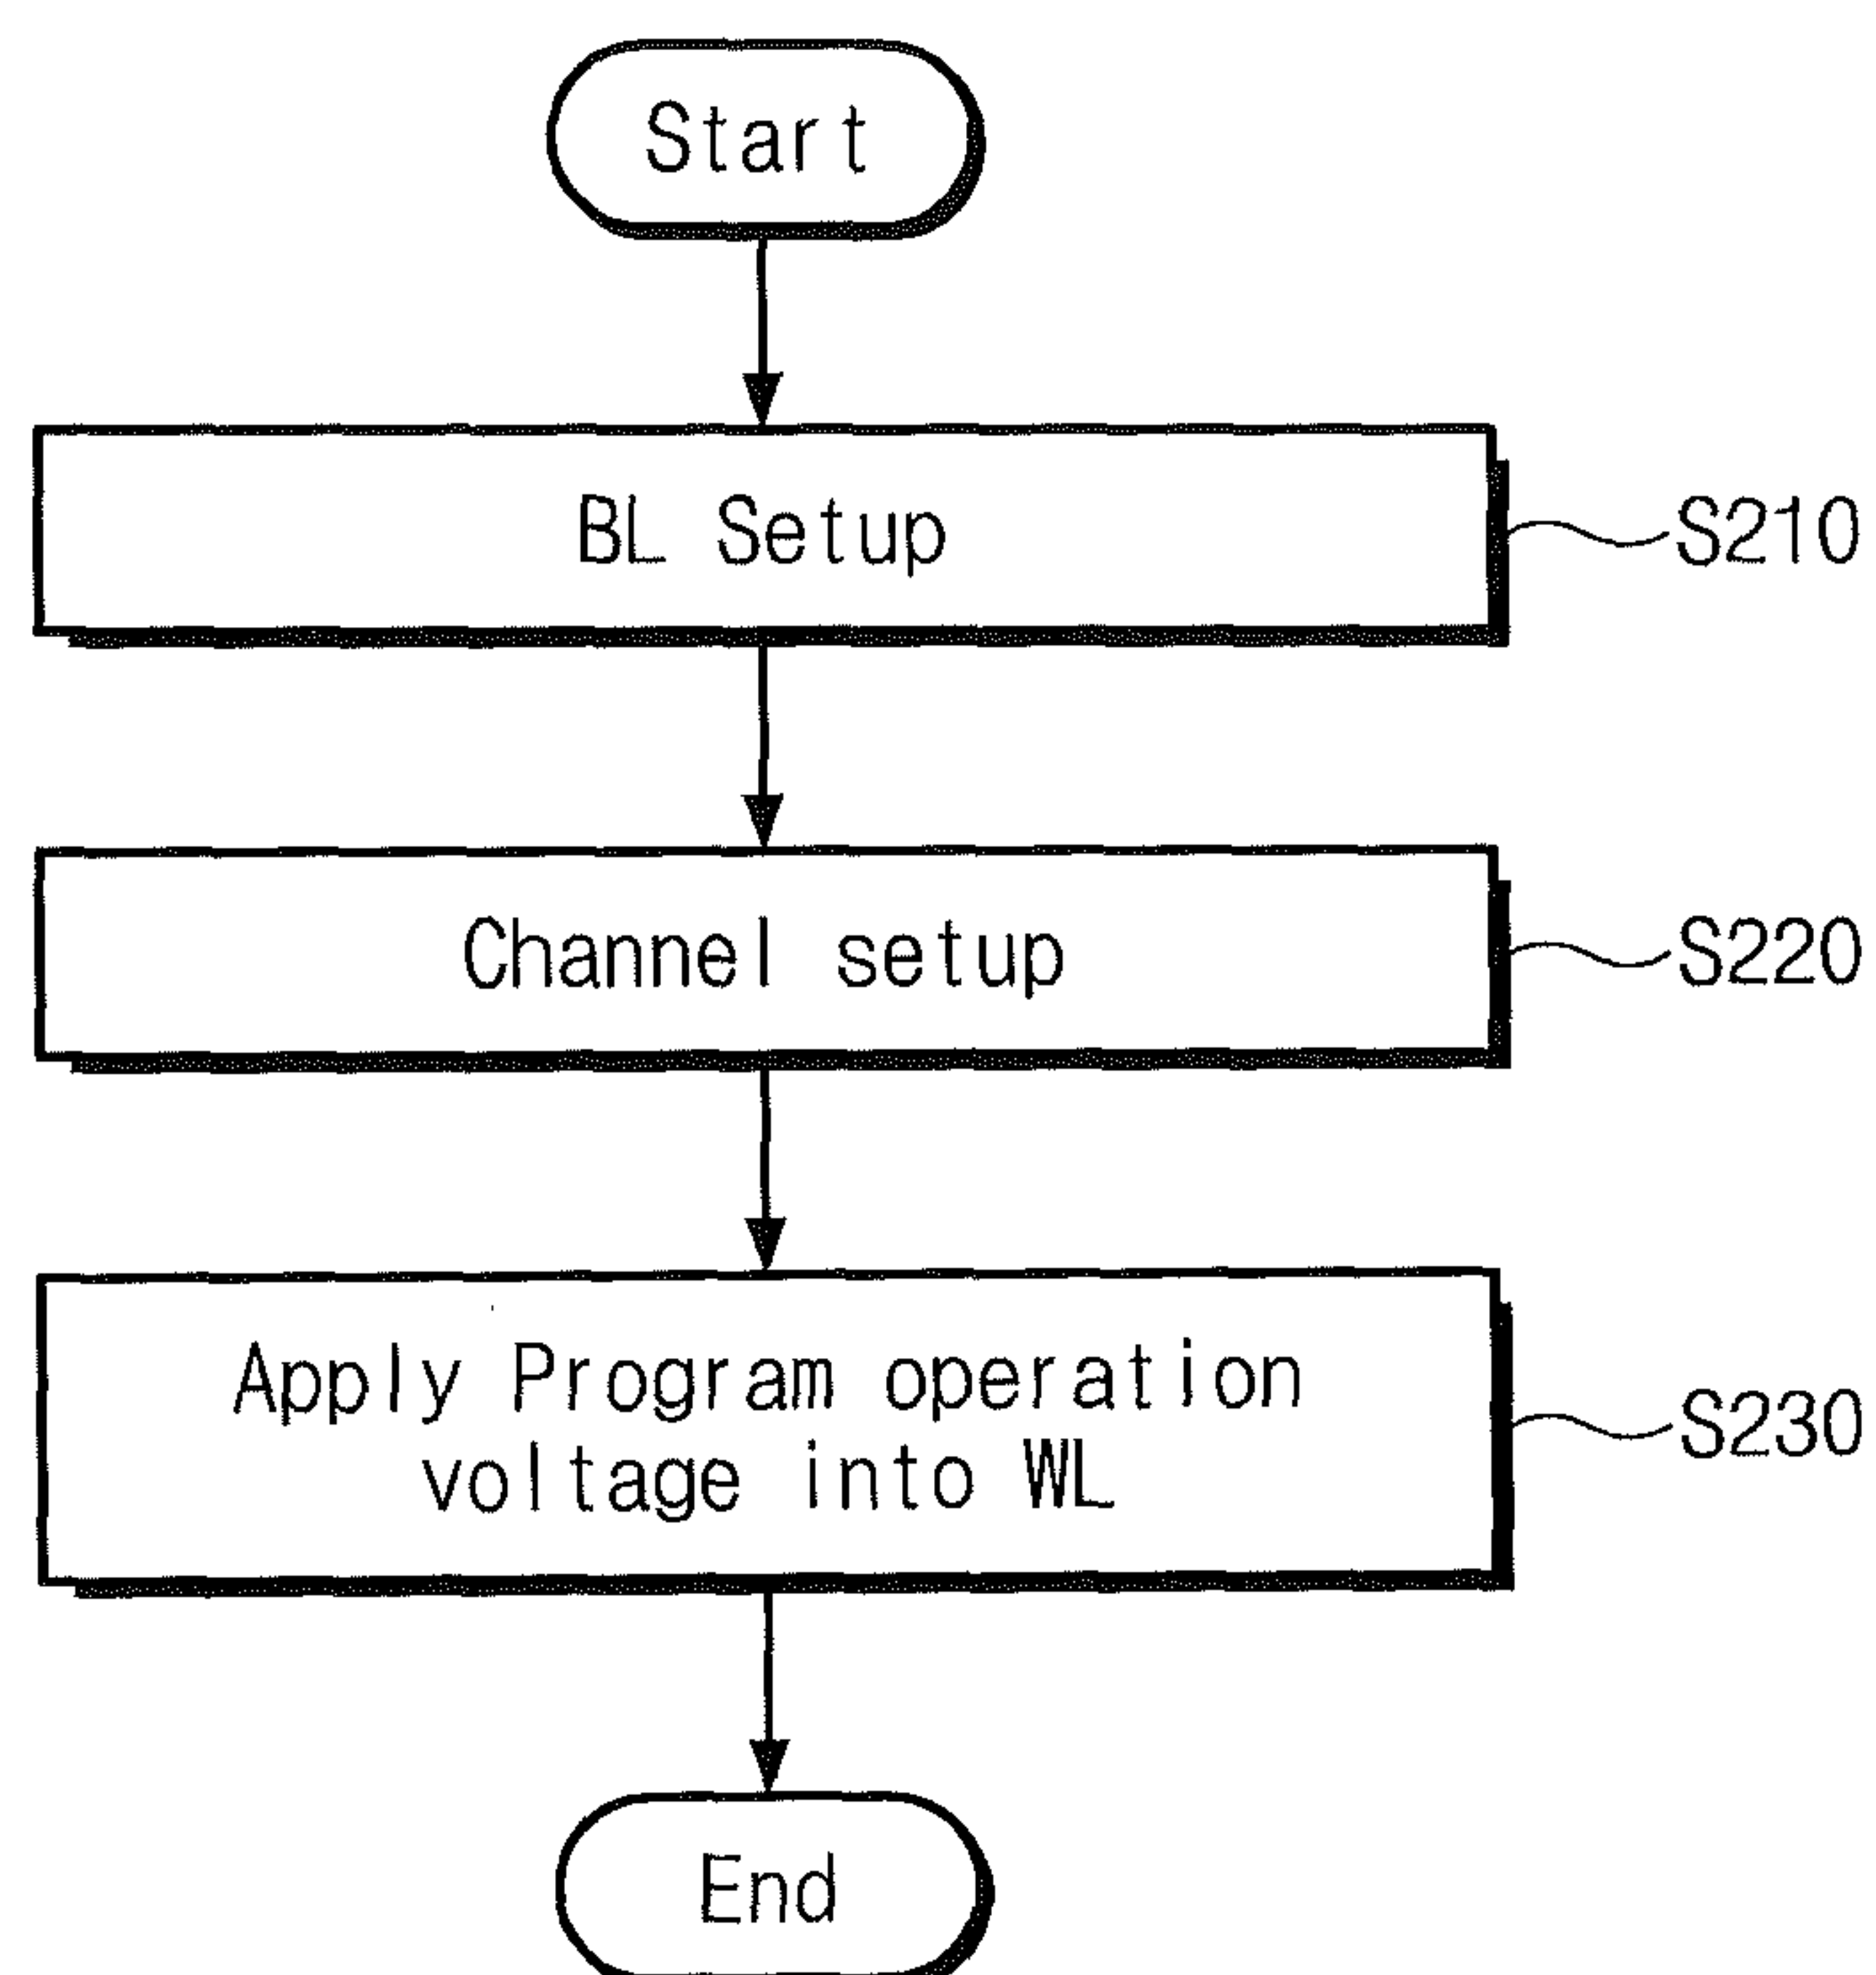 Start
BL Setup
S210
Channel setup
S220
Apply Program operation
voltage into WL
S230
End